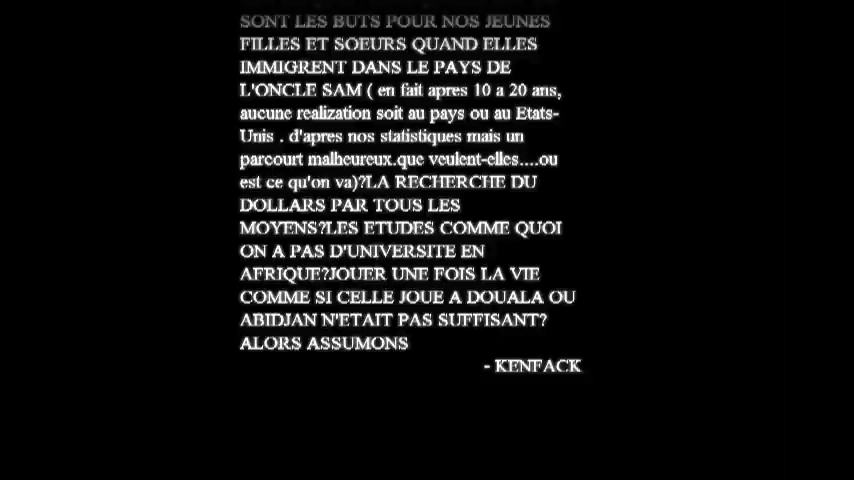 SONT LES BUTS POUR NOS JEUNES
FILLES ET SOEURS QUAND ELLES
IMMIGRENT DANS LE PAYS DE
L'ONCLE SAM ( en fait apres 10 a 20 ans,
aucune realization soit au pays ou au Etats-
Unis . d'apres nos statistiques mais un
parcourt malheureux.que veulent-elles....ou
est ce qu'on va)?LA RECHERCHE DU
DOLLARS PAR TOUS LES
MOYENS?LES ETUDES COMME QUOI
ON A PAS D'UNIVERSITE EN
AFRIQUE?JOUER UNE FOIS LA VIE
COMME SI CELLE JOUE A DOUALA OU
ABIDJAN N'ETAIT PAS SUFFISANT?
ALORS ASSUMONS
- KENFACK